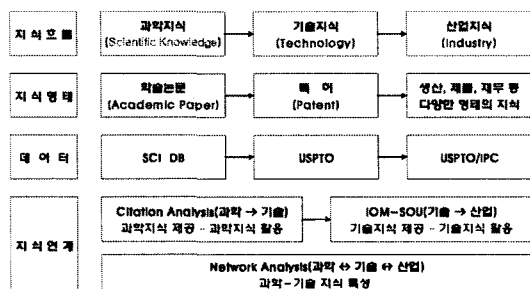 지식흐름
과학지식
(Scientific Knowledge)
기술지식
(Technology)
산업지식
(Industry)
지식형태
학술논문
(Academic Paper)
특 허
(Patent)
생산, 제품, 재무 등
다양한 형태의 지식
데이터
SCI DB
USPTO
USPTO/IPC
지식연계
Citation Analysis(과학 → 기술)
과학지식 제공 - 과학지식 활용
IOM-SOU(기술 → 산업)
기술지식 제공 - 기술지식 활용
Network Analysis(과학 ↔ 기술 ↔ 산업)
과학-기술 지식 특성